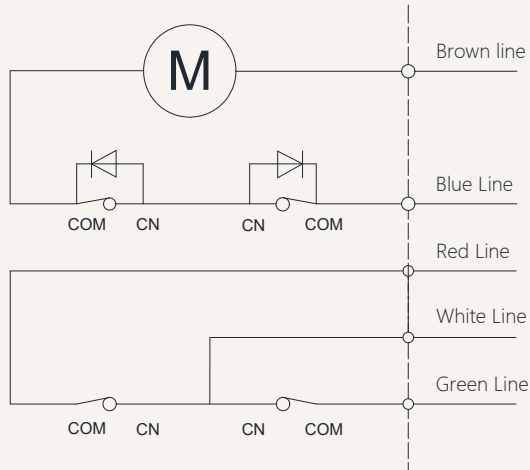 M
Brown line
Blue Line
COM CN CN COM
Red Line
White Line
Green Line
COM CN CN COM